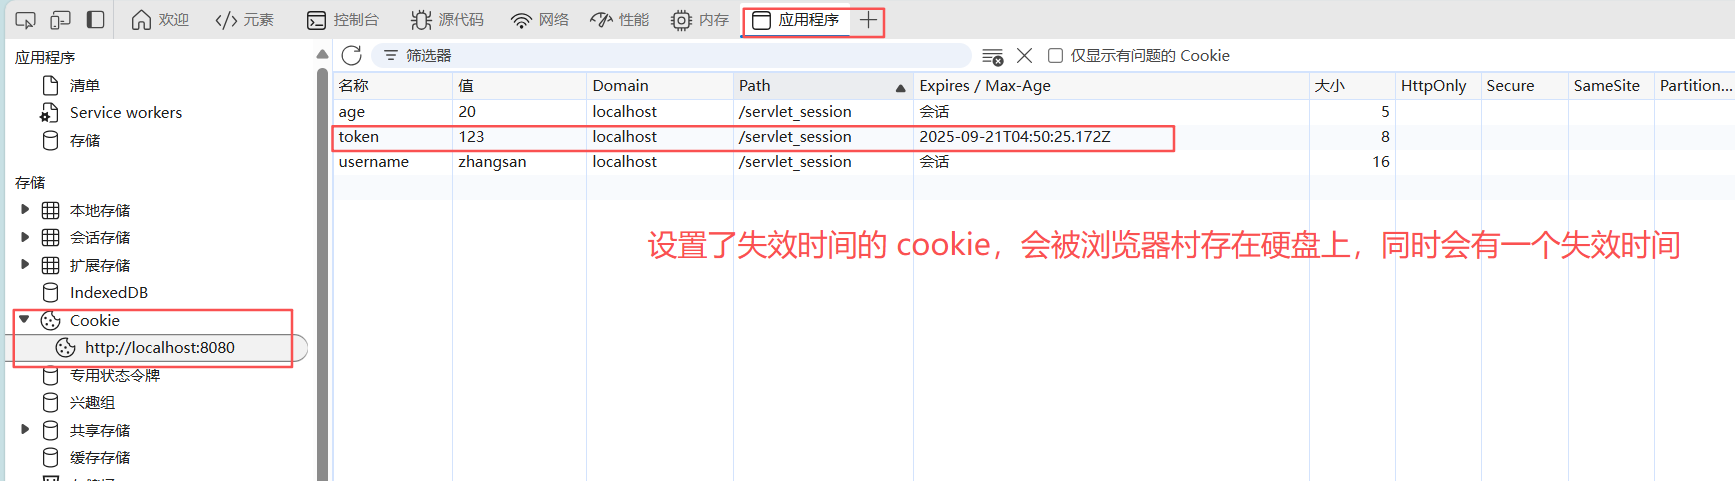 欢迎 元素 控制台 源代码 网络 性能 内存 应用程序
应用程序
清单
Service workers
存储
存储
本地存储
会话存储
扩展存储
IndexedDB
Cookie
http://localhost:8080
专用状态令牌
兴趣组
共享存储
缓存存储
筛选器 仅显示有问题的 Cookie
名称 值 Domain Path Expires / Max-Age 大小 HttpOnly Secure SameSite Partition...
age 20 localhost /servlet_session 会话 5
token 123 localhost /servlet_session 2025-09-21T04:50:25.172Z 8
username zhangsan localhost /servlet_session 会话 16
设置了失效时间的 cookie，会被浏览器村存在硬盘上，同时会有一个失效时间